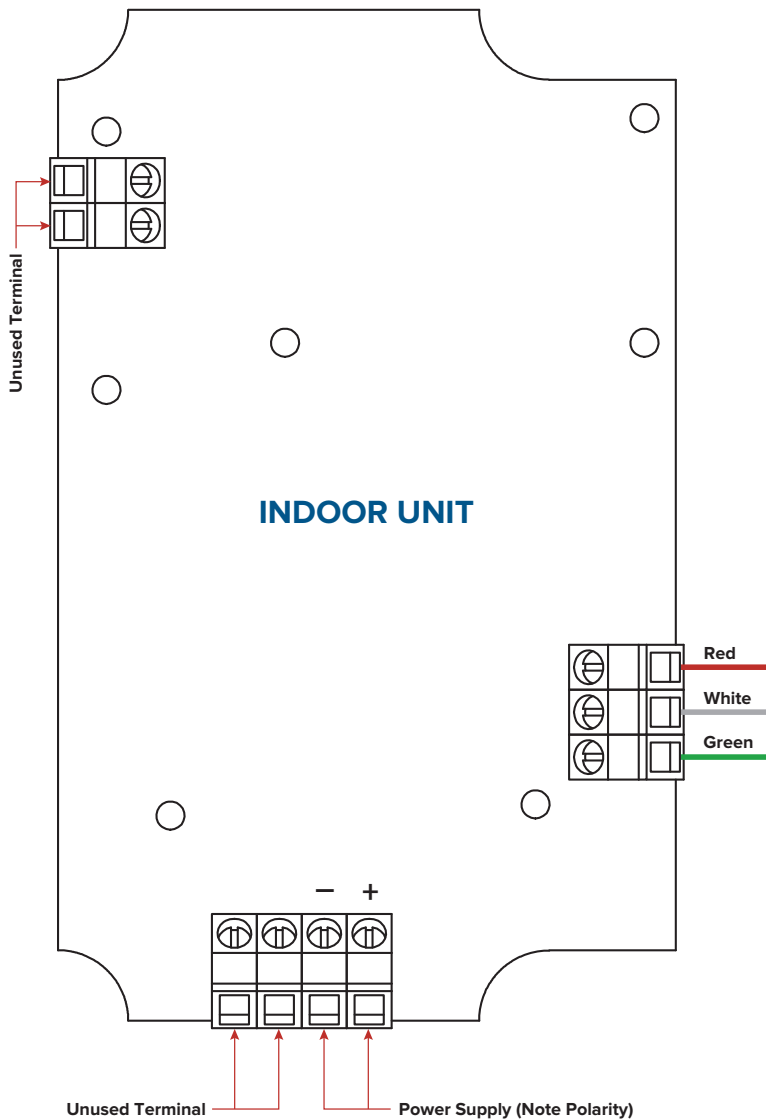 Unused Terminal
INDOOR UNIT
Red
White
Green
− +
Unused Terminal
Power Supply (Note Polarity)